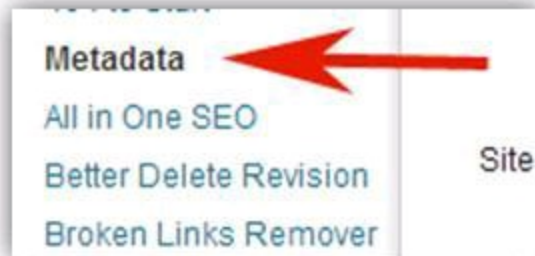 Metadata
All in One SEO
Better Delete Revision
Site
Broken Links Remover